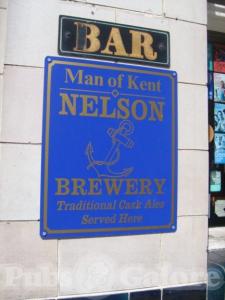 BAR
Man of Kent
NELSON
BREWERY
Traditional Cask Ales
Served Here
Pubs Galore